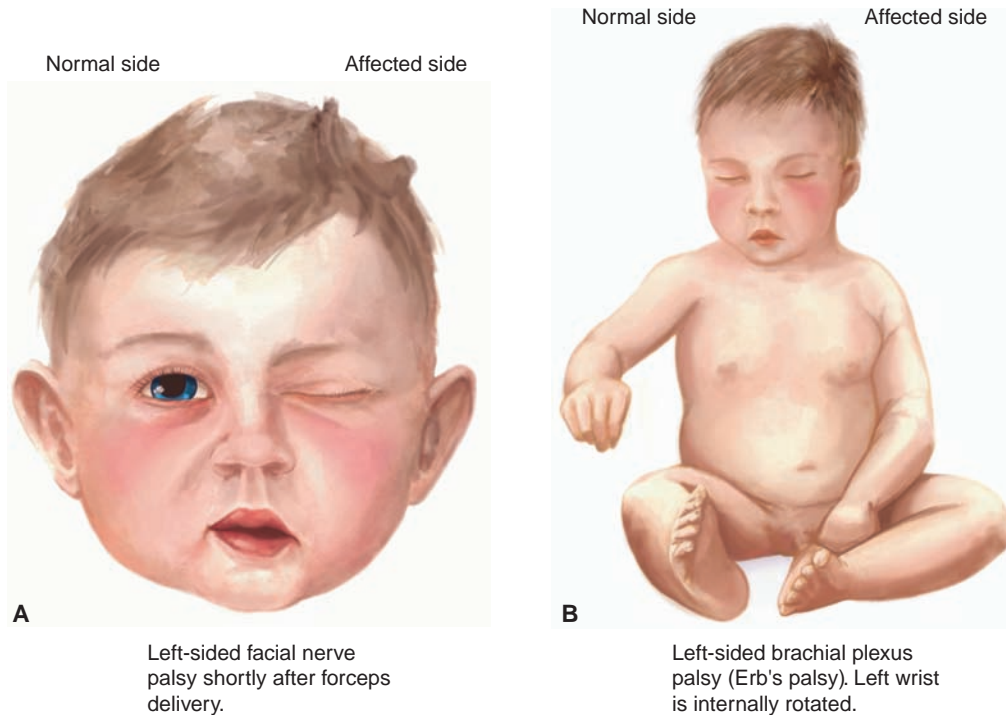 Normal side
Affected side
Normal side
Affected side
A
Left-sided facial nerve
palsy shortly after forceps
delivery.
B
Left-sided brachial plexus
palsy (Erb's palsy). Left wrist
is internally rotated.